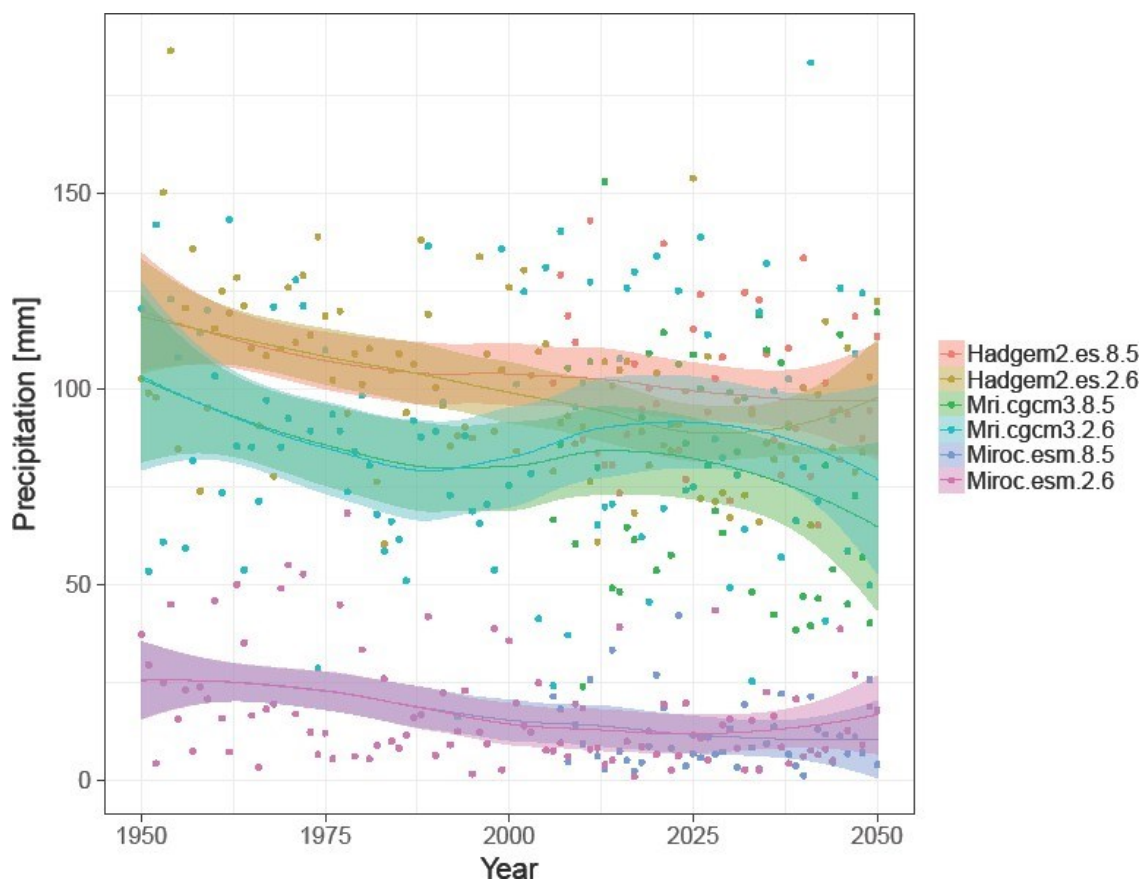 150
100
50
0
Precipitation [mm]
1950 1975 2000 2025 2050
Year
Hadgem2.es.8.5
Hadgem2.es.2.6
Mri.cgcm3.8.5
Mri.cgcm3.2.6
Miroc.esm.8.5
Miroc.esm.2.6